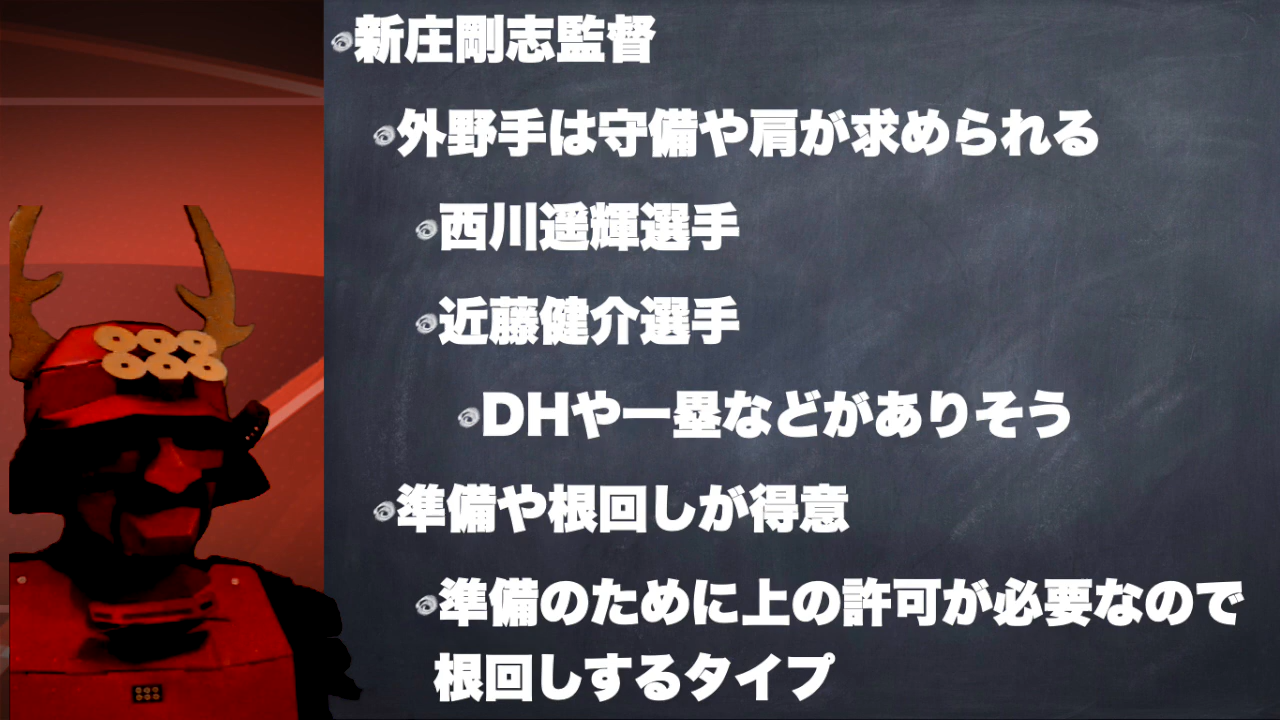 新庄剛志監督
外野手は守備や肩が求められる
西川遥輝選手
近藤健介選手
DHや一塁などがありそう
準備や根回しが得意
準備のために上の許可が必要なので
根回しするタイプ